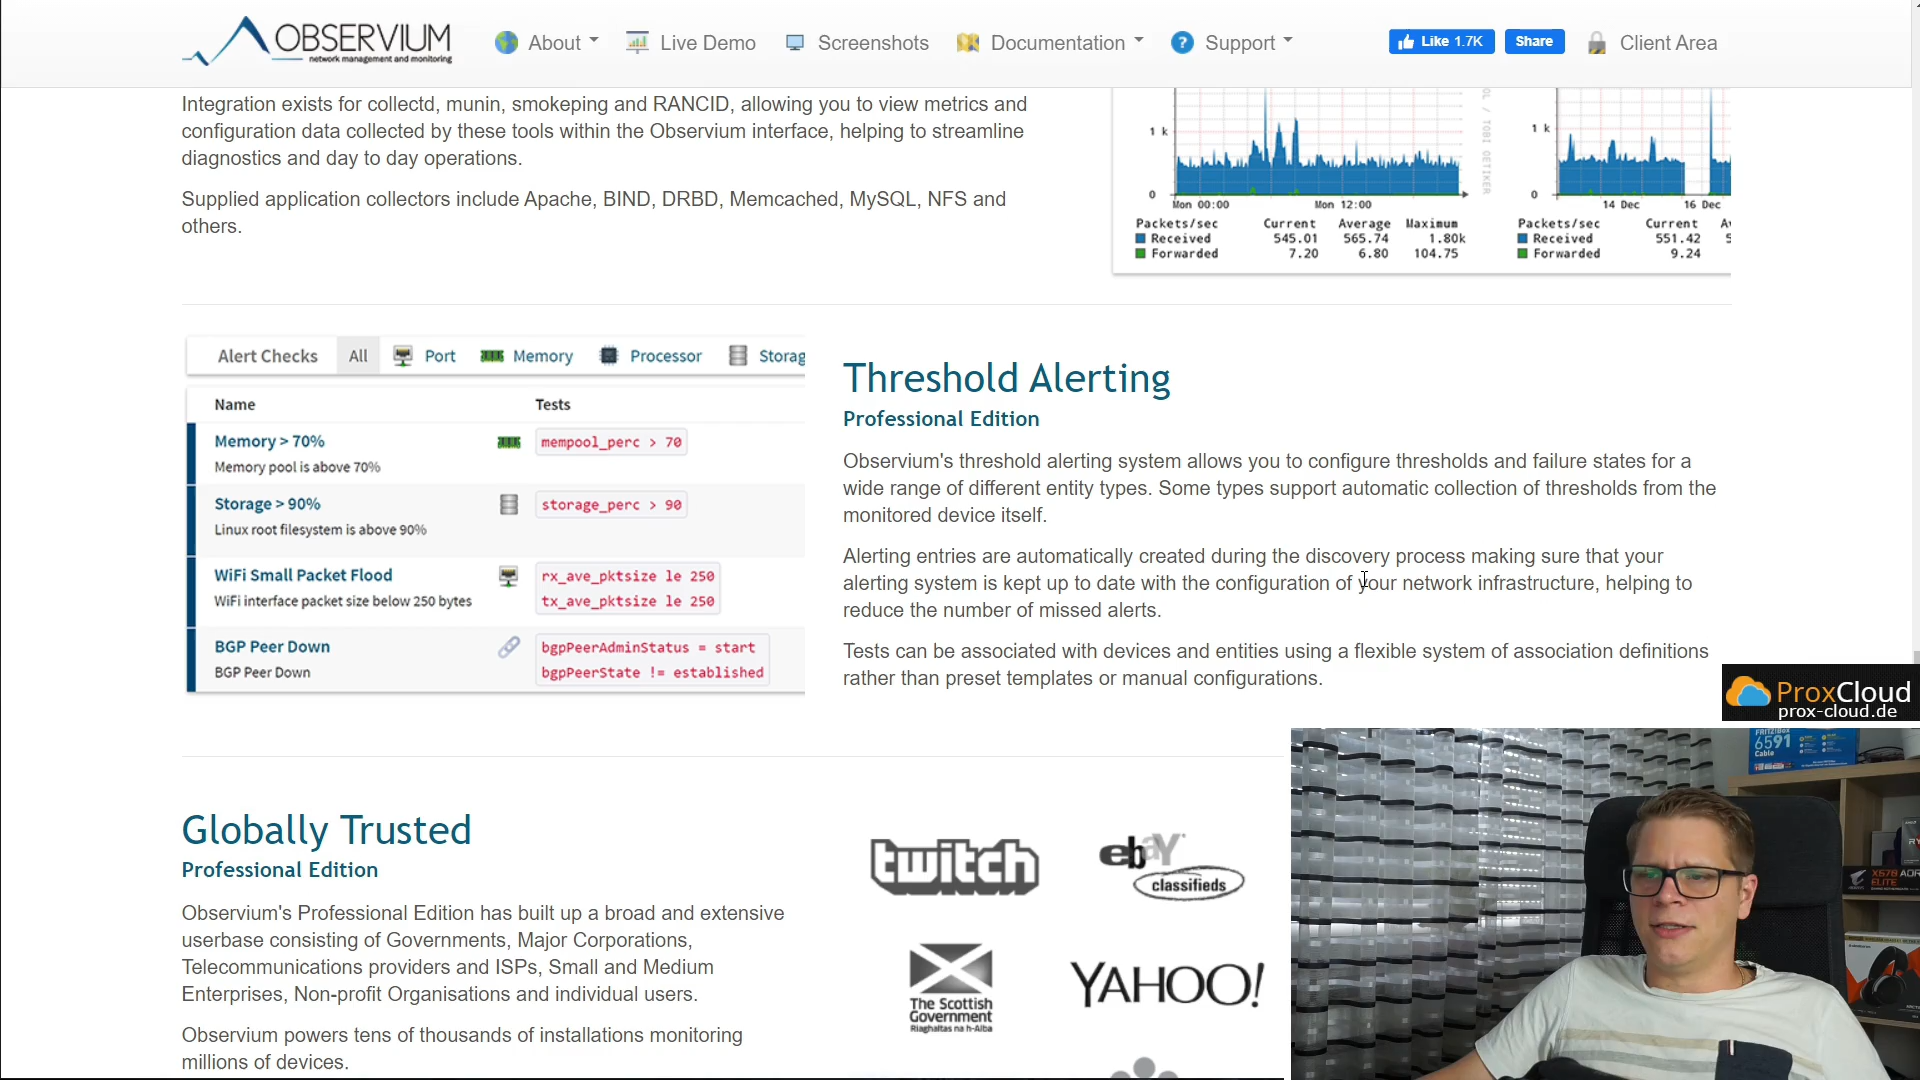 OBSERVIUM
network management and monitoring
About
Live Demo
Screenshots
Documentation
Support
Like 1.7K
Share
Client Area
Integration exists for collectd, munin, smokeping and RANCID, allowing you to view metrics and
configuration data collected by these tools within the Observium interface, helping to streamline
diagnostics and day to day operations.
Supplied application collectors include Apache, BIND, DRBD, Memcached, MySQL, NFS and
others.
1 k
0
Mon 00:00 Mon 12:00
Packets/sec Current Average Maximum
Received 545.01 565.74 1.80k
Forwarded 7.20 6.80 104.75
OL / TOBI OETIKER
1 k
0
14 Dec 16 Dec
Packets/sec Current
Received 551.42
Forwarded 9.24
Alert Checks All Port Memory Processor Storag
Name Tests
Memory > 70%
Memory pool is above 70%
mempool_perc > 70
Storage > 90%
Linux root filesystem is above 90%
storage_perc > 90
WiFi Small Packet Flood
WiFi interface packet size below 250 bytes
rx_ave_pktsize le 250
tx_ave_pktsize le 250
BGP Peer Down
BGP Peer Down
bgpPeerAdminStatus = start
bgpPeerState != established
Threshold Alerting
Professional Edition
Observium's threshold alerting system allows you to configure thresholds and failure states for a
wide range of different entity types. Some types support automatic collection of thresholds from the
monitored device itself.
Alerting entries are automatically created during the discovery process making sure that your
alerting system is kept up to date with the configuration of your network infrastructure, helping to
reduce the number of missed alerts.
Tests can be associated with devices and entities using a flexible system of association definitions
rather than preset templates or manual configurations.
ProxCloud
prox-cloud.de
Globally Trusted
Professional Edition
Observium's Professional Edition has built up a broad and extensive
userbase consisting of Governments, Major Corporations,
Telecommunications providers and ISPs, Small and Medium
Enterprises, Non-profit Organisations and individual users.
Observium powers tens of thousands of installations monitoring
millions of devices.
twitch
ebay
classifieds
The Scottish
Government
Riaghaltas na h-Alba
YAHOO!
FRITZ!Box
6591
Cable
X670 AOR
ELITE